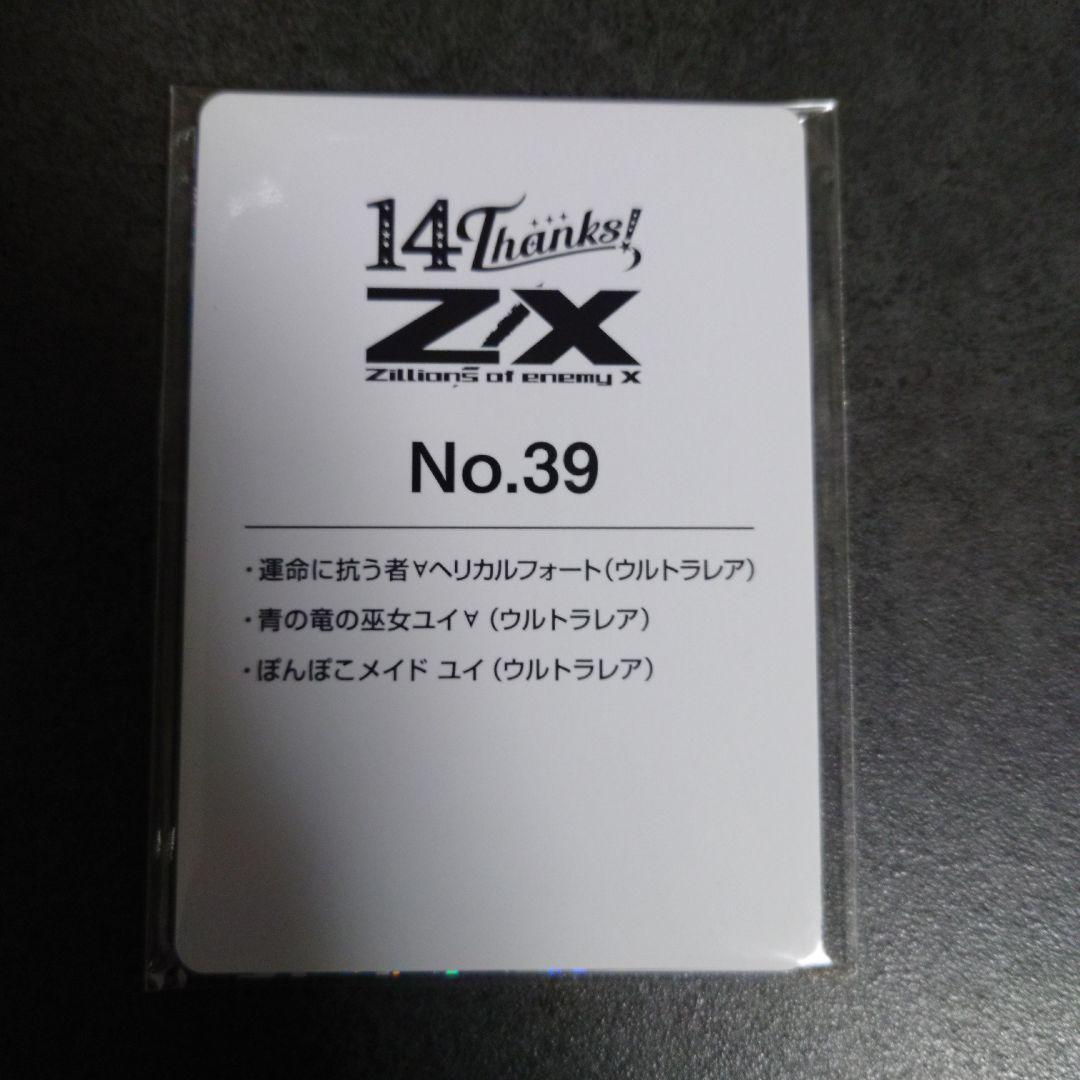 14 Thanks!
Z/X
Zillions of enemy X
No.39
・運命に抗う者∀ヘリカルフォート(ウルトラレア)
・青の竜の巫女ユイ∀(ウルトラレア)
・ぽんぽこメイド ユイ(ウルトラレア)